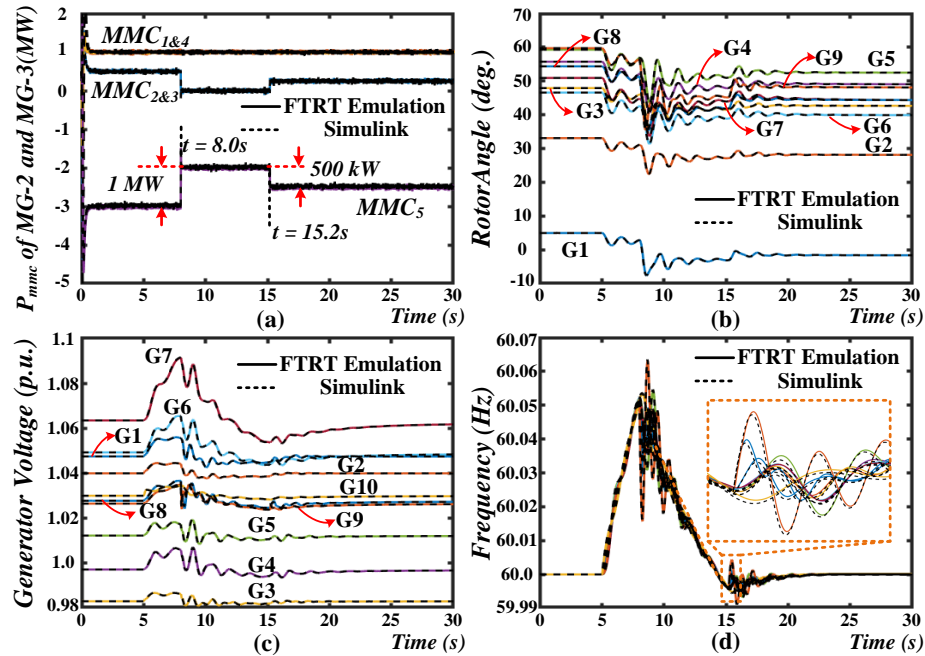 P_mmc of MG-2 and MG-3(MW)
2
1
0
-1
-2
-3
-4
-5
MMC_1&4
MMC_2&3
FTRT Emulation
Simulink
t = 8.0s
1 MW
500 kW
MMC_5
t = 15.2s
0 5 10 15 20 25 30
(a)
Time (s)
RotorAngle (deg.)
70
60
50
40
30
20
10
0
-10
G8
G4
G9
G5
G3
G7
G6
G2
FTRT Emulation
Simulink
G1
0 5 10 15 20 25 30
(b)
Time (s)
Generator Voltage (p.u.)
1.1
1.08
1.06
1.04
1.02
1.0
0.98
G7
FTRT Emulation
Simulink
G6
G1
G2
G10
G8
G9
G5
G4
G3
0 5 10 15 20 25 30
(c)
Time (s)
Frequency (Hz)
60.07
60.06
60.05
60.04
60.03
60.02
60.01
60.0
59.99
FTRT Emulation
Simulink
0 5 10 15 20 25 30
(d)
Time (s)